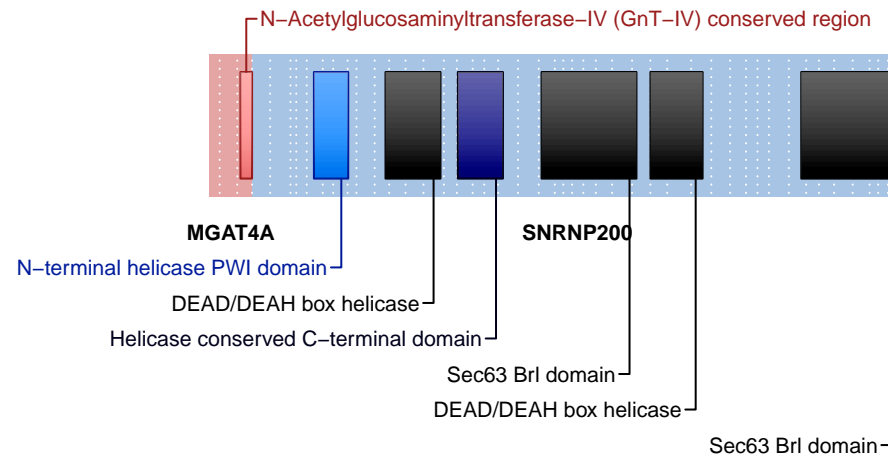 N−Acetylglucosaminyltransferase−IV (GnT−IV) conserved region
MGAT4A
SNRNP200
N−terminal helicase PWI domain
DEAD/DEAH box helicase
Helicase conserved C−terminal domain
Sec63 Brl domain
DEAD/DEAH box helicase
Sec63 Brl domain